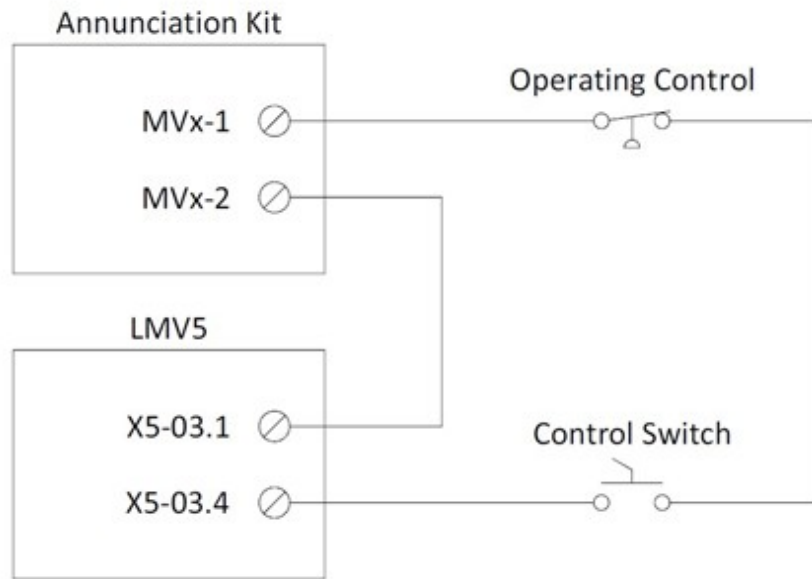 Annunciation Kit
Operating Control
MVx-1
MVx-2
LMV5
X5-03.1
Control Switch
X5-03.4